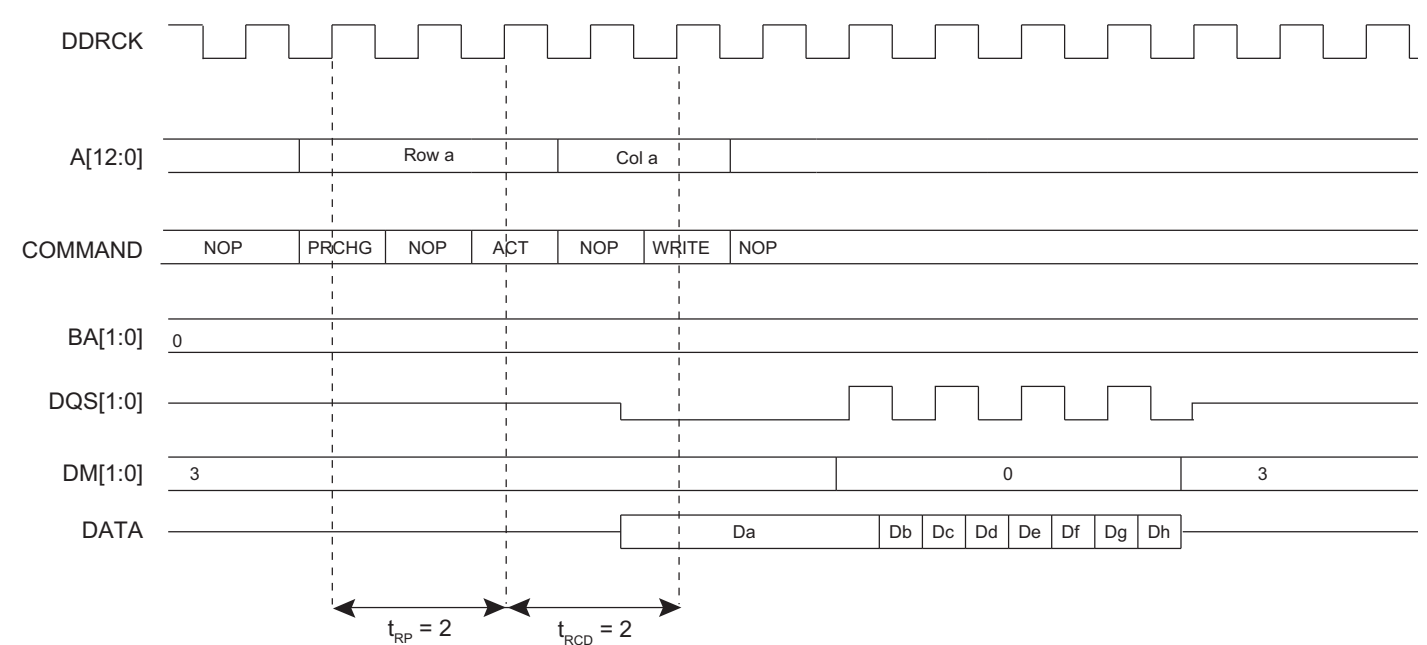 DDRCK
A[12:0] Row a Col a
COMMAND NOP PRCHG NOP ACT NOP WRITE NOP
BA[1:0] 0
DQS[1:0]
DM[1:0] 3 0 3
DATA Da Db Dc Dd De Df Dg Dh
tRP = 2 tRCD = 2